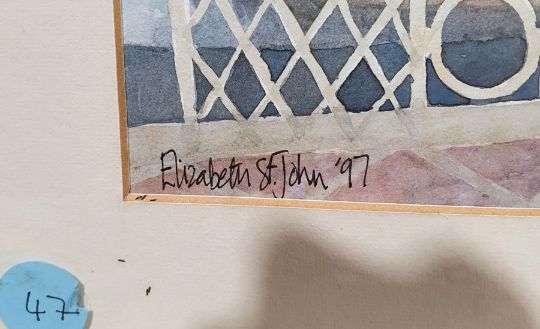 Elizabeth St. John '97
47